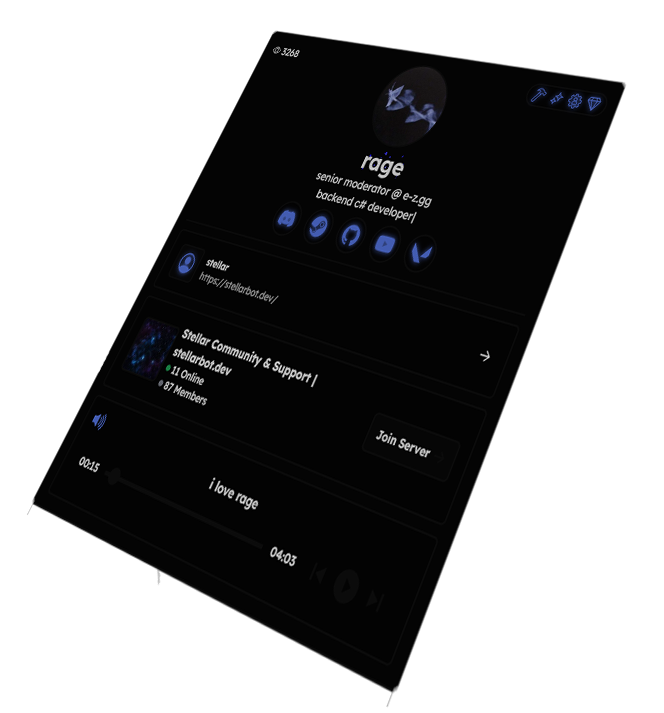 3268
rage
senior moderator @ e-z.gg
backend c# developer|
stellar
https://stellarbot.dev/
Stellar Community & Support |
stellarbot.dev
11 Online
87 Members
Join Server
i love rage
00:15
04:03